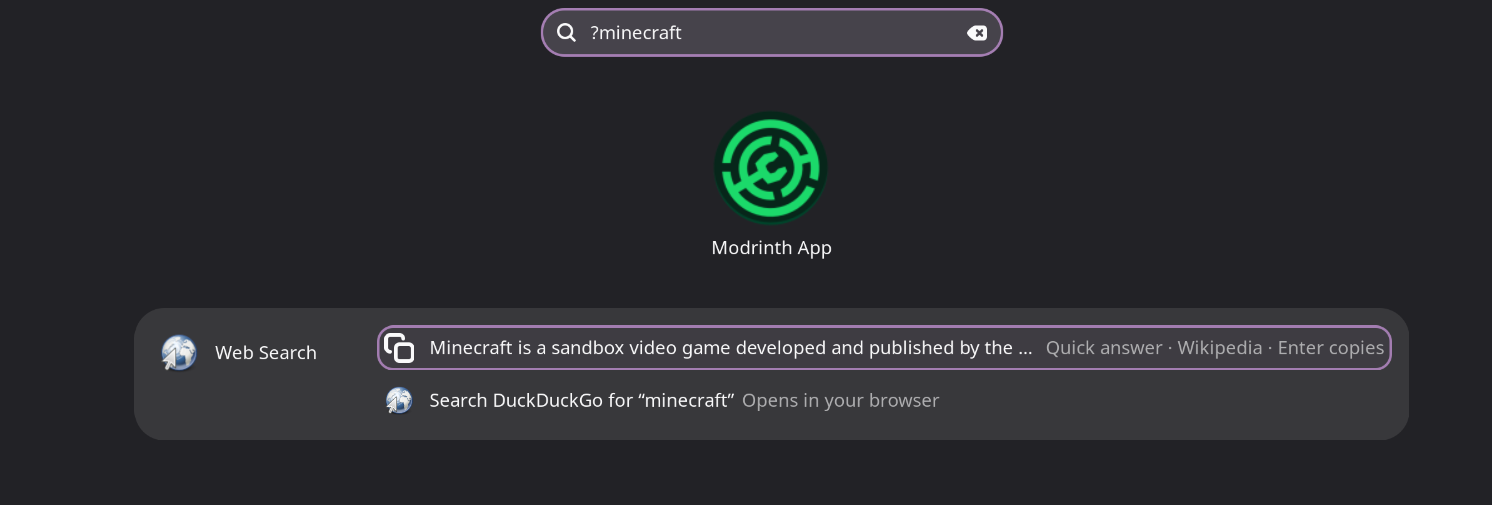 ?minecraft
Modrinth App
Web Search
Minecraft is a sandbox video game developed and published by the ... Quick answer · Wikipedia · Enter copies
Search DuckDuckGo for “minecraft” Opens in your browser